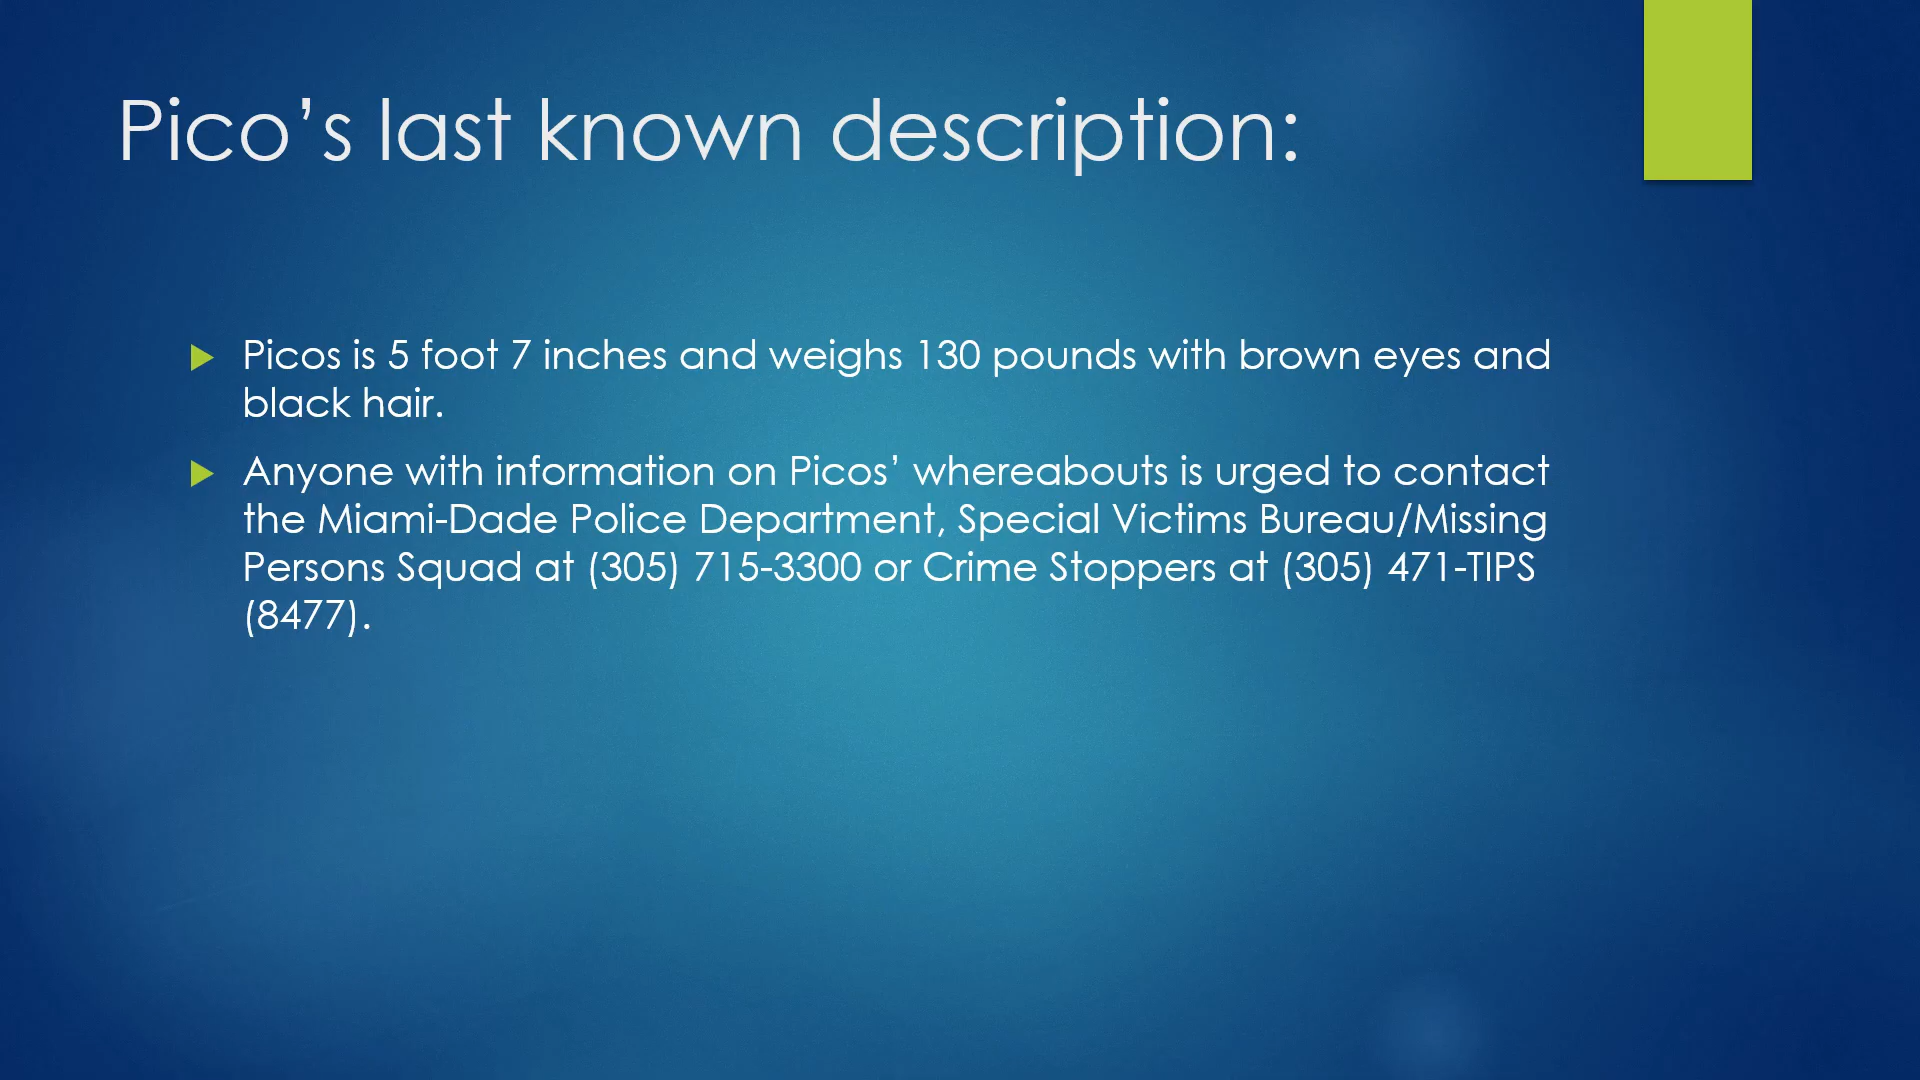 Pico’s last known description:
Picos is 5 foot 7 inches and weighs 130 pounds with brown eyes and
black hair.
Anyone with information on Picos’ whereabouts is urged to contact
the Miami-Dade Police Department, Special Victims Bureau/Missing
Persons Squad at (305) 715-3300 or Crime Stoppers at (305) 471-TIPS
(8477).